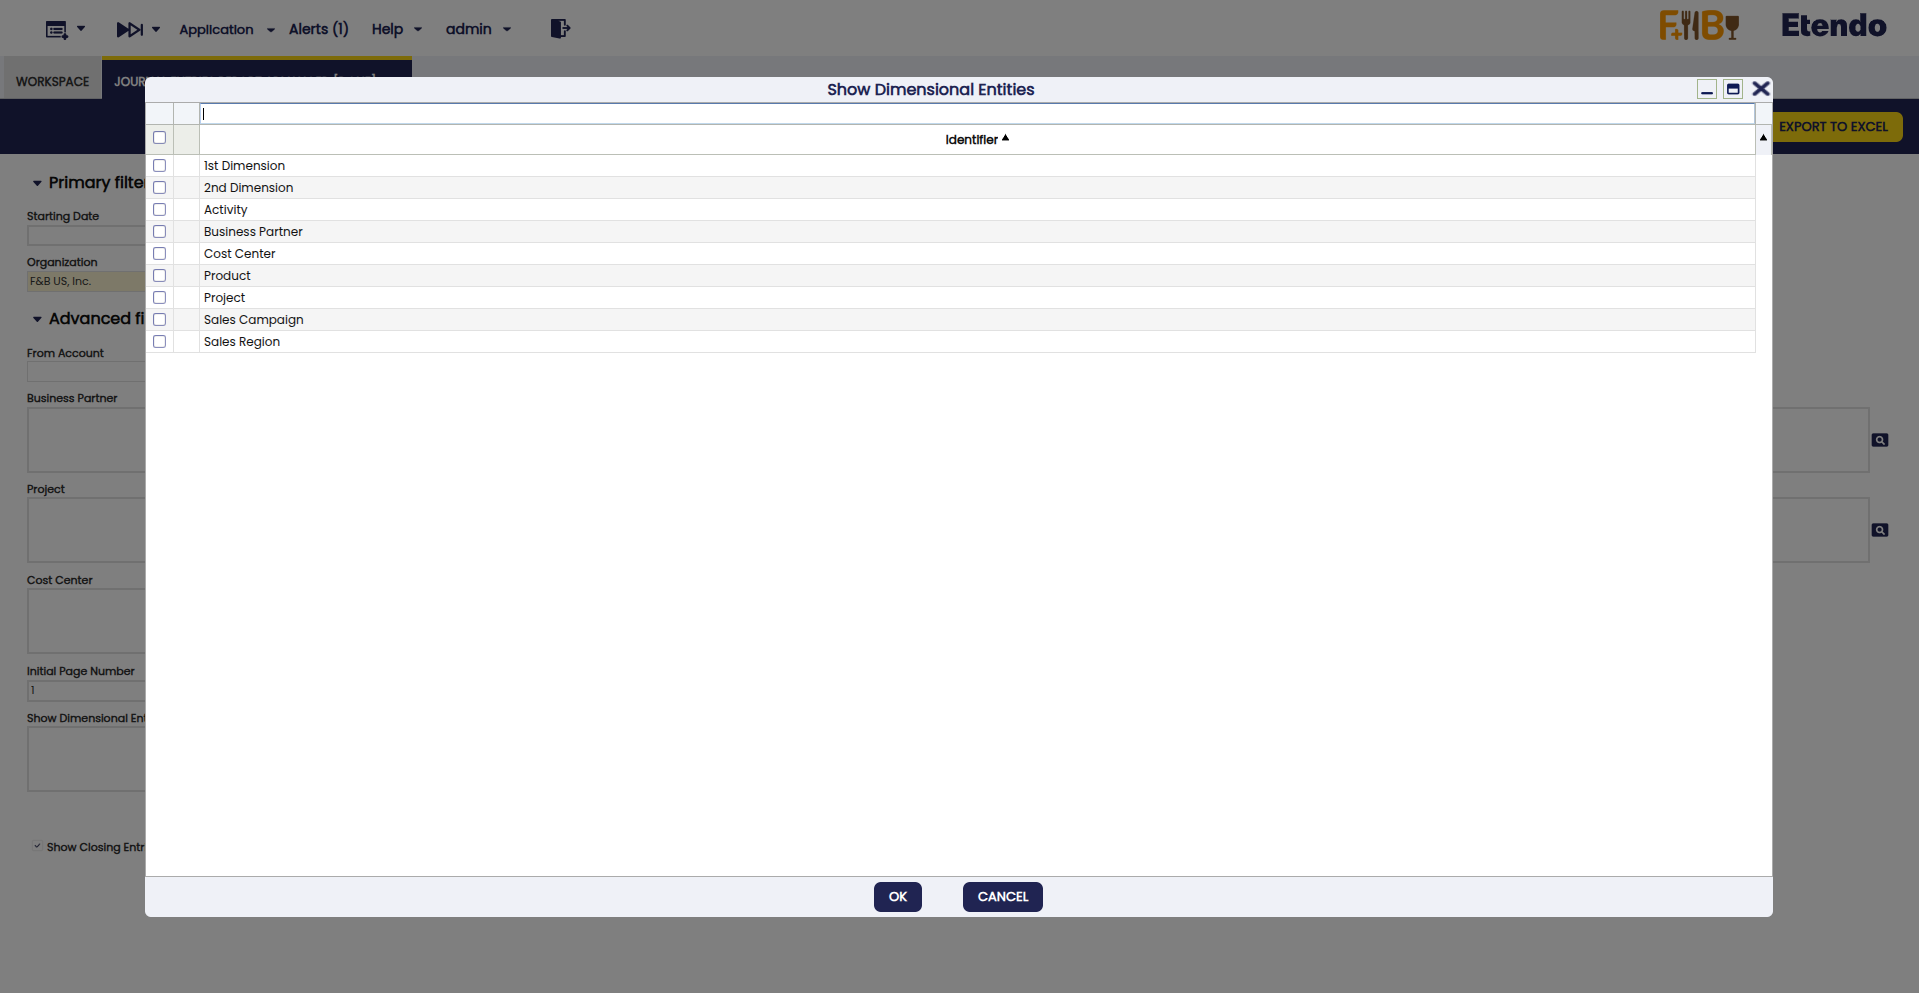 Application
Alerts (1)
Help
admin
F&B
Etendo
WORKSPACE
JOUR
Show Dimensional Entities
EXPORT TO EXCEL
Identifier
Primary filte
Starting Date
Organization
F&B US, Inc.
Advanced fi
From Account
Business Partner
Project
Cost Center
Initial Page Number
1
Show Dimensional Ent
Show Closing Entr
1st Dimension
2nd Dimension
Activity
Business Partner
Cost Center
Product
Project
Sales Campaign
Sales Region
OK
CANCEL